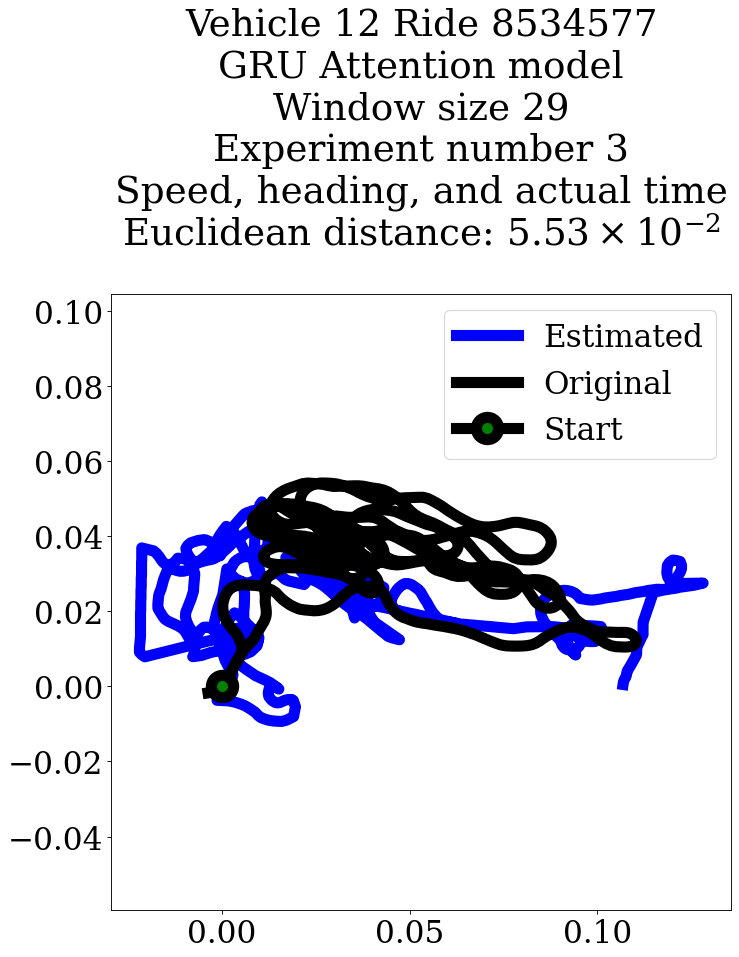 Vehicle 12 Ride 8534577
GRU Attention model
Window size 29
Experiment number 3
Speed, heading, and actual time
Euclidean distance: 5.53 × 10⁻²
Estimated
Original
Start
0.10
0.08
0.06
0.04
0.02
0.00
−0.02
−0.04
0.00 0.05 0.10